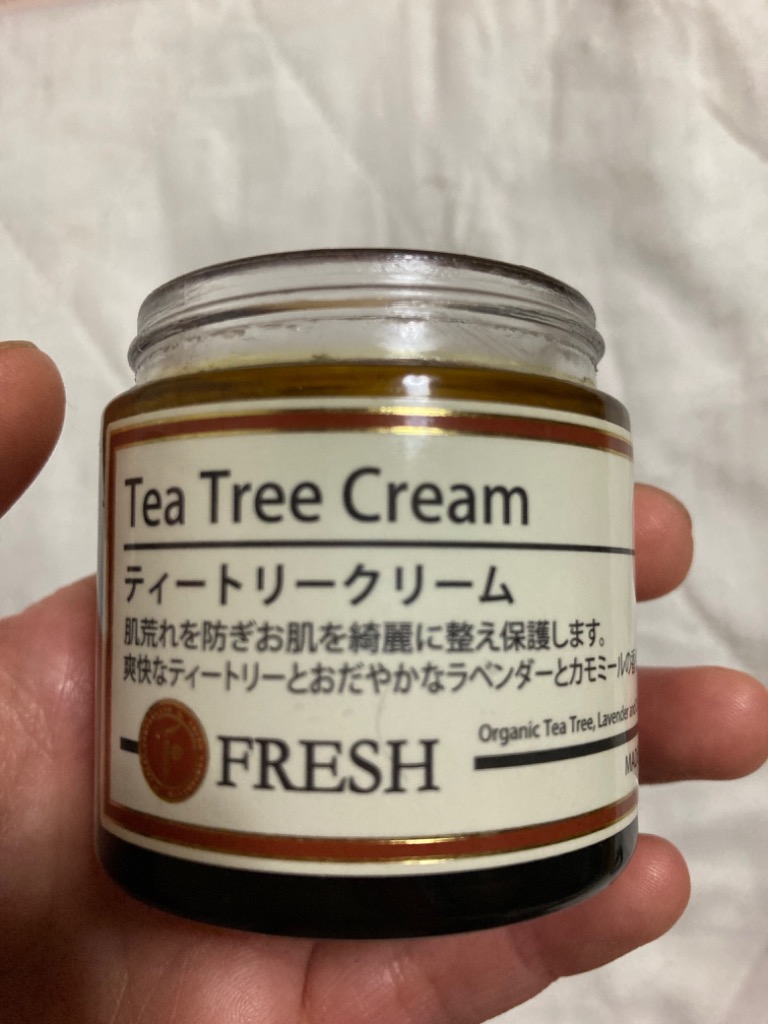 Tea Tree Cream
ティートリークリーム
肌荒れを防ぎお肌を綺麗に整え保護します。
爽快なティートリーとおだやかなラベンダーとカモミールの
Organic Tea Tree, Lavender
FRESH